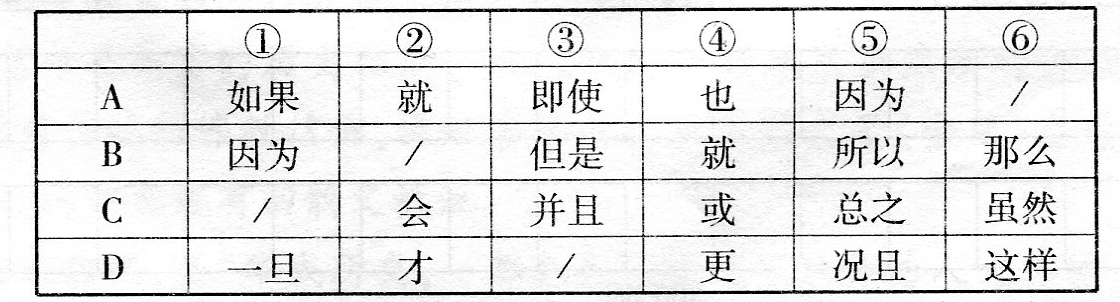 ① ② ③ ④ ⑤ ⑥
A 如果 就 即使 也 因为 /
B 因为 / 但是 就 所以 那么
C / 会 并且 或 总之 虽然
D 一旦 才 / 更 况且 这样